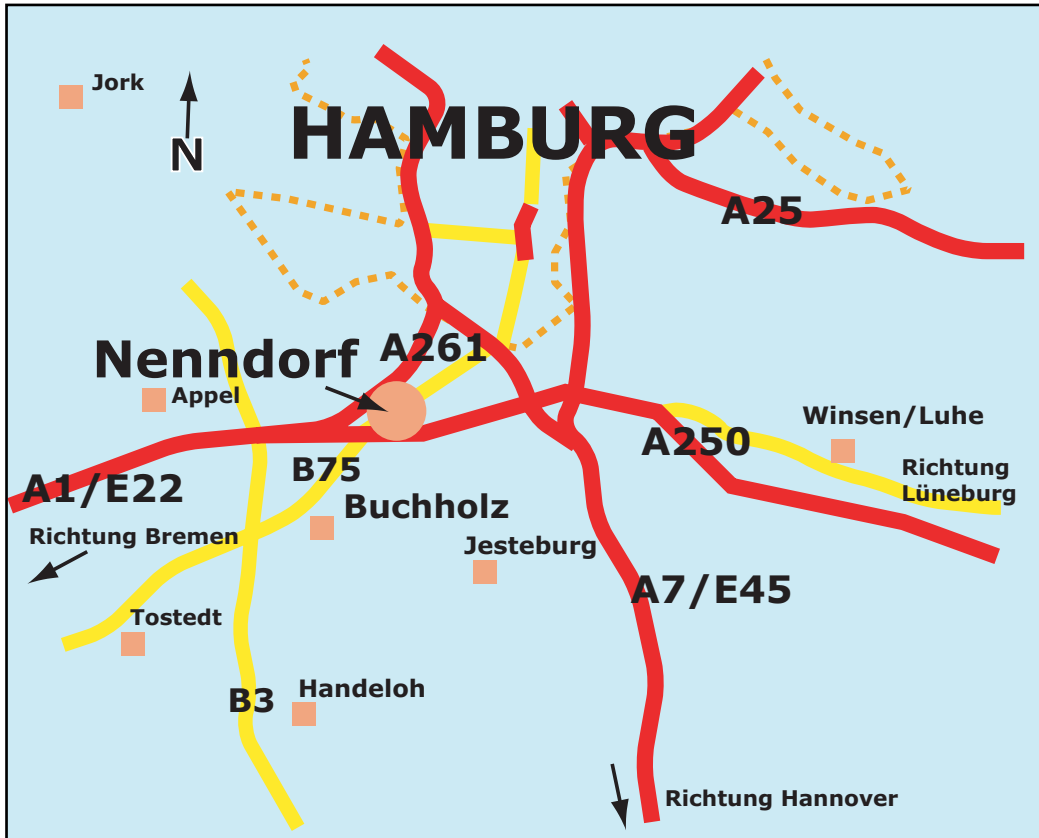 Jork
N
HAMBURG
A25
Nenndorf
A261
Appel
Winsen/Luhe
A250
B75
Richtung
Lüneburg
A1/E22
Buchholz
Richtung Bremen
Jesteburg
A7/E45
Tostedt
Handeloh
B3
Richtung Hannover